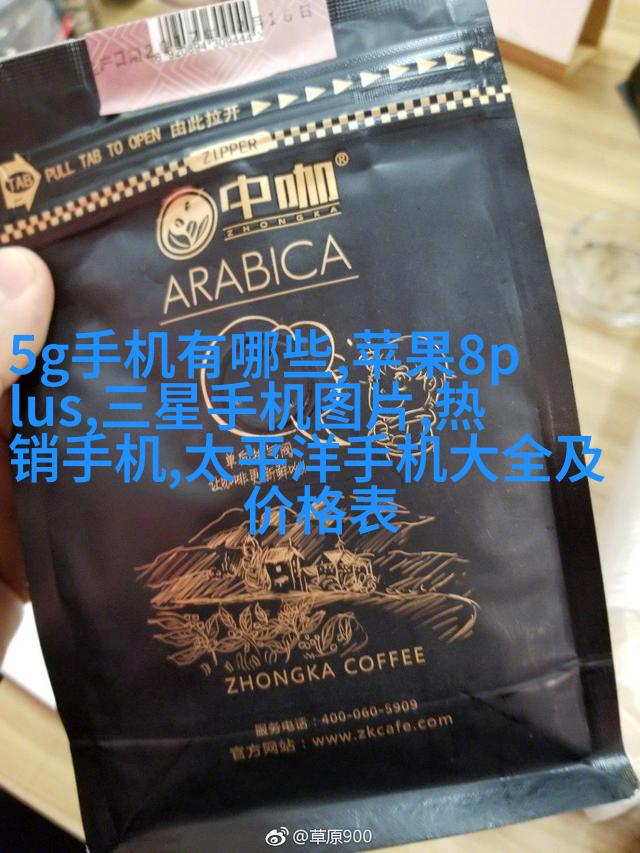 PULL TAB TO OPEN 由此拉开
TAB
ZIPPER
中咖®
ZHONGKA
ARABICA
5g手机有哪些,苹果8p
lus,三星手机图片,热
销手机,太平洋手机大全及
价格表
ZHONGKA COFFEE
服务电话：400-060-5909
官方网站：www.zkcafe.com
@草原900